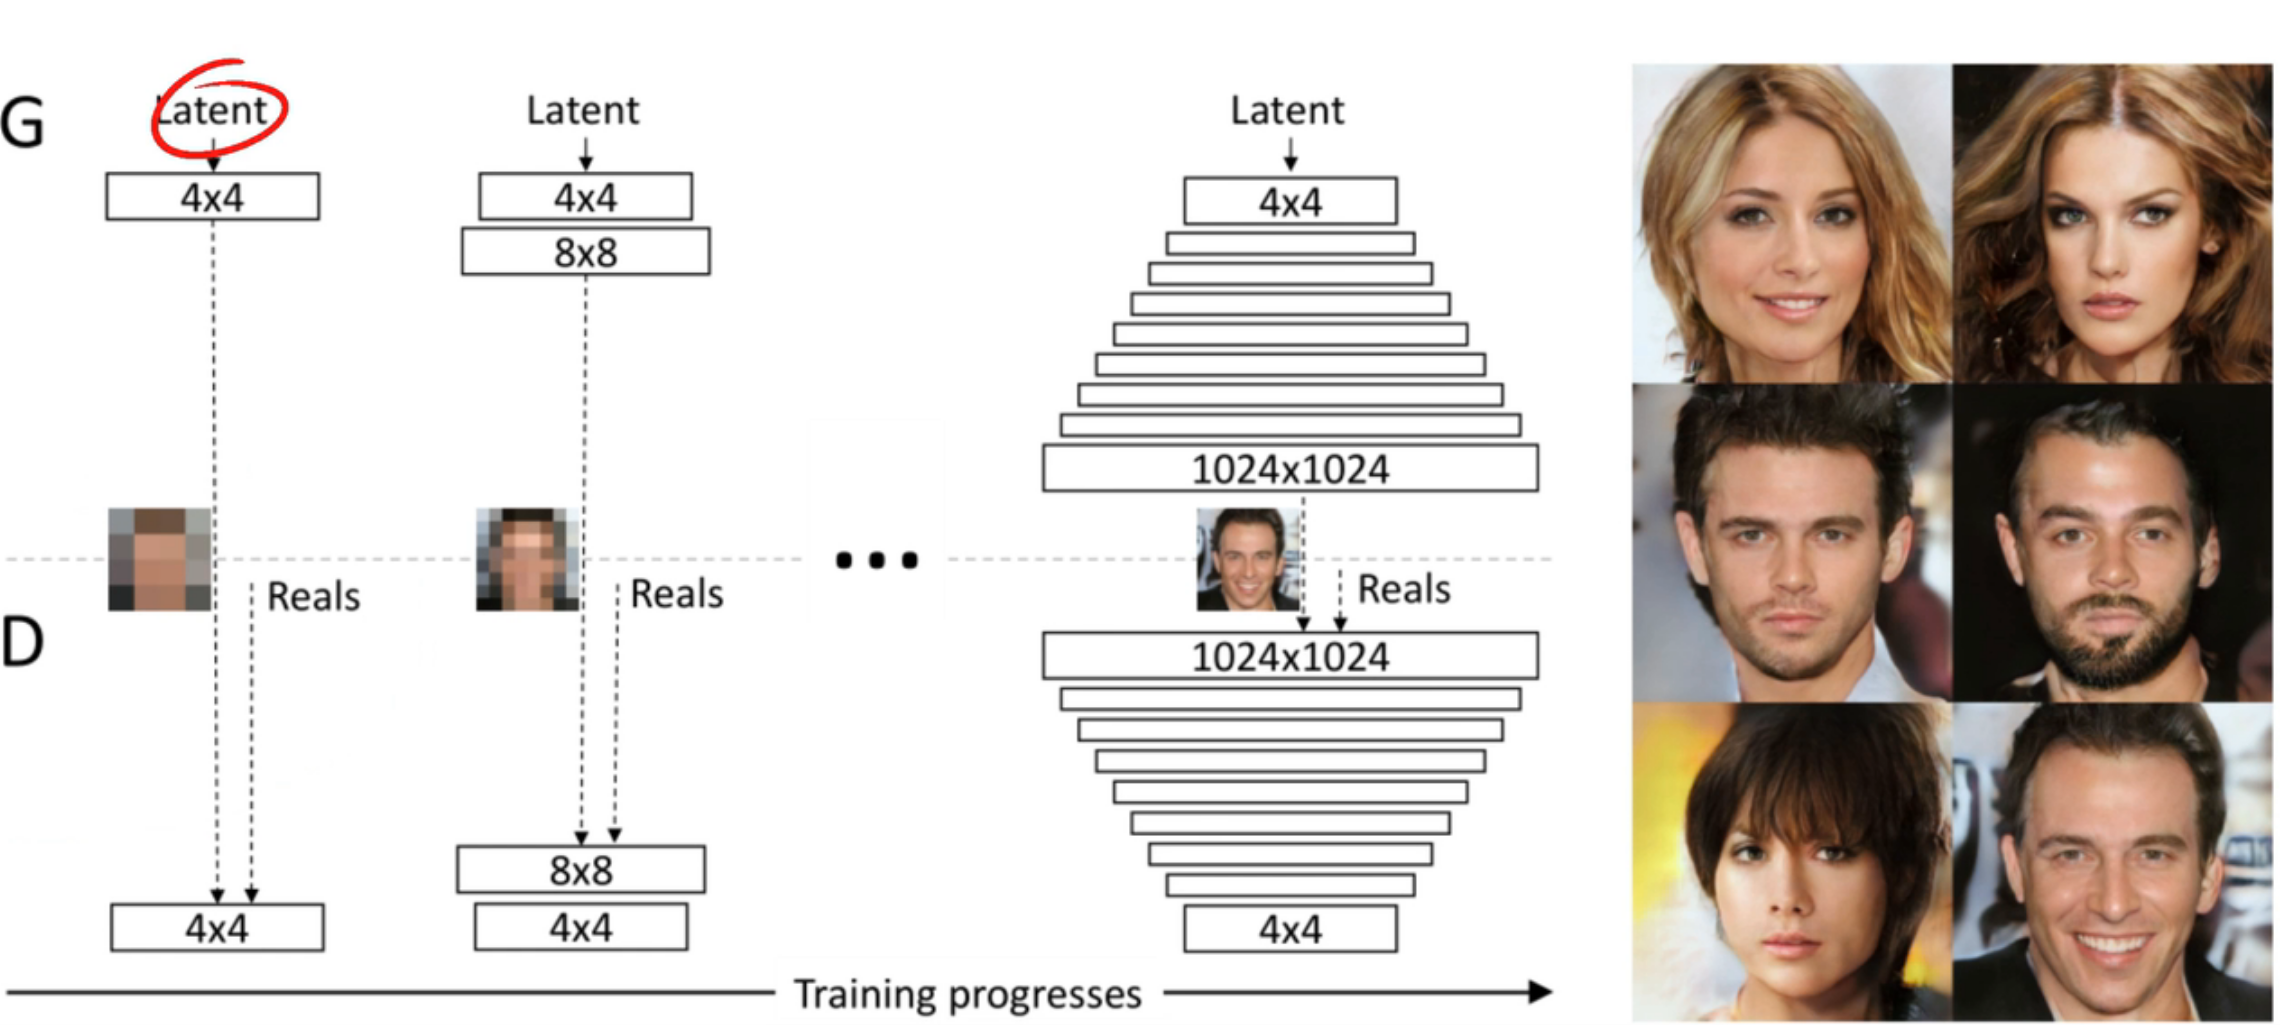 G
Latent
Latent
Latent
4x4
4x4
4x4
8x8
1024x1024
Reals
Reals
Reals
D
1024x1024
8x8
4x4
4x4
4x4
Training progresses